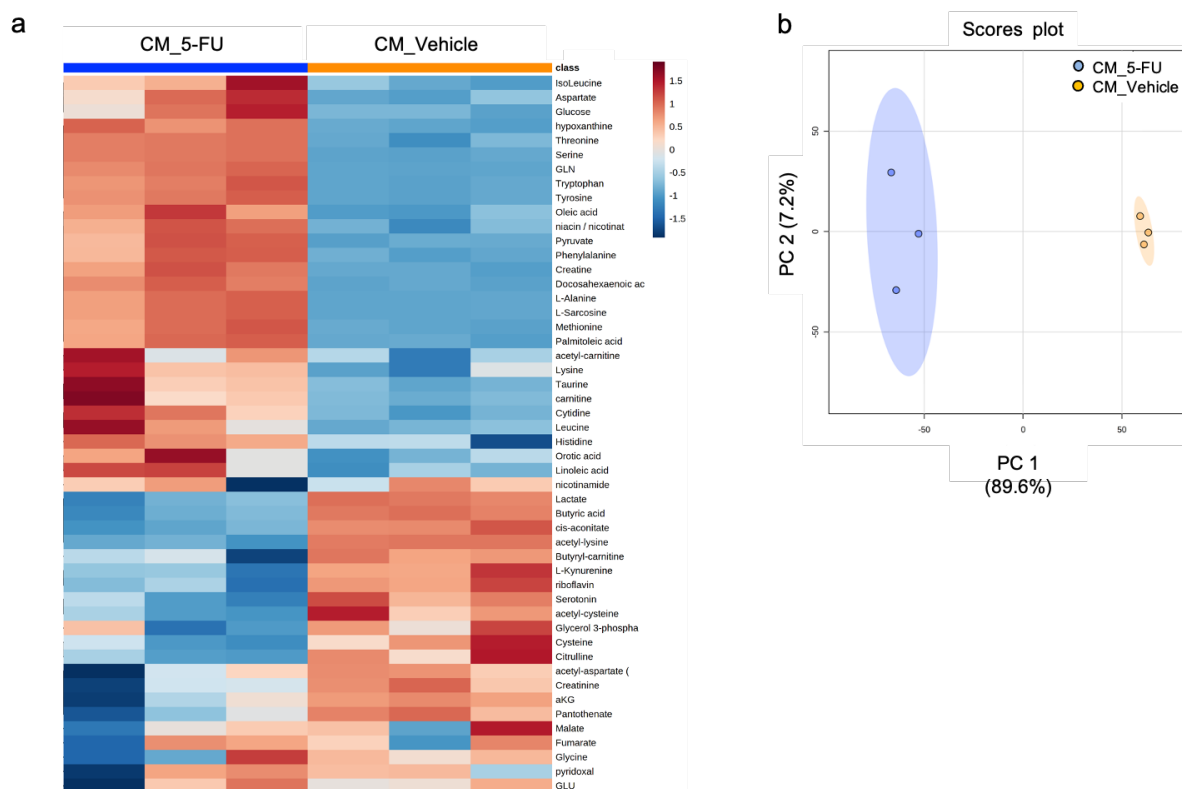 a
CM_5-FU
CM_Vehicle
class
IsoLeucine
Aspartate
Glucose
hypoxanthine
Threonine
Serine
GLN
Tryptophan
Tyrosine
Oleic acid
niacin / nicotinat
Pyruvate
Phenylalanine
Creatine
Docosahexaenoic ac
L-Alanine
L-Sarcosine
Methionine
Palmitoleic acid
acetyl-carnitine
Lysine
Taurine
carnitine
Cytidine
Leucine
Histidine
Orotic acid
Linoleic acid
nicotinamide
Lactate
Butyric acid
cis-aconitate
acetyl-lysine
Butyryl-carnitine
L-Kynurenine
riboflavin
Serotonin
acetyl-cysteine
Glycerol 3-phospha
Cysteine
Citrulline
acetyl-aspartate (
Creatinine
aKG
Pantothenate
Malate
Fumarate
Glycine
pyridoxal
GLU
1.5
1
0.5
0
-0.5
-1
-1.5
b
Scores plot
CM_5-FU
CM_Vehicle
PC 2 (7.2%)
50
0
-50
-50
0
50
PC 1
(89.6%)